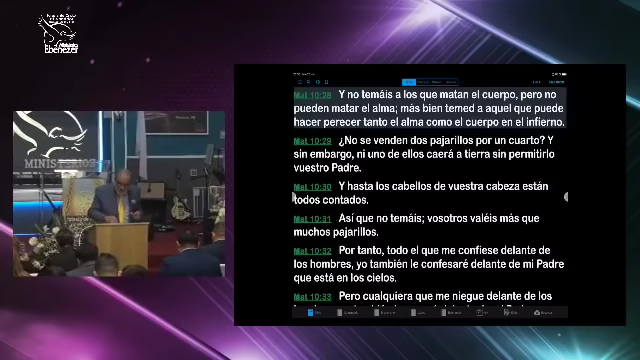 Ebenezer
MINISTERIOS
Mat 10:28 Y no temáis a los que matan el cuerpo, pero no
pueden matar el alma; más bien temed a aquel que puede
hacer perecer tanto el alma como el cuerpo en el infierno.
Mat 10:29 ¿No se venden dos pajarillos por un cuarto? Y
sin embargo, ni uno de ellos caerá a tierra sin permitirlo
vuestro Padre.
Mat 10:30 Y hasta los cabellos de vuestra cabeza están
todos contados.
Mat 10:31 Así que no temáis; vosotros valéis más que
muchos pajarillos.
Mat 10:32 Por tanto, todo el que me confiese delante de
los hombres, yo también le confesaré delante de mi Padre
que está en los cielos.
Mat 10:33 Pero cualquiera que me niegue delante de los